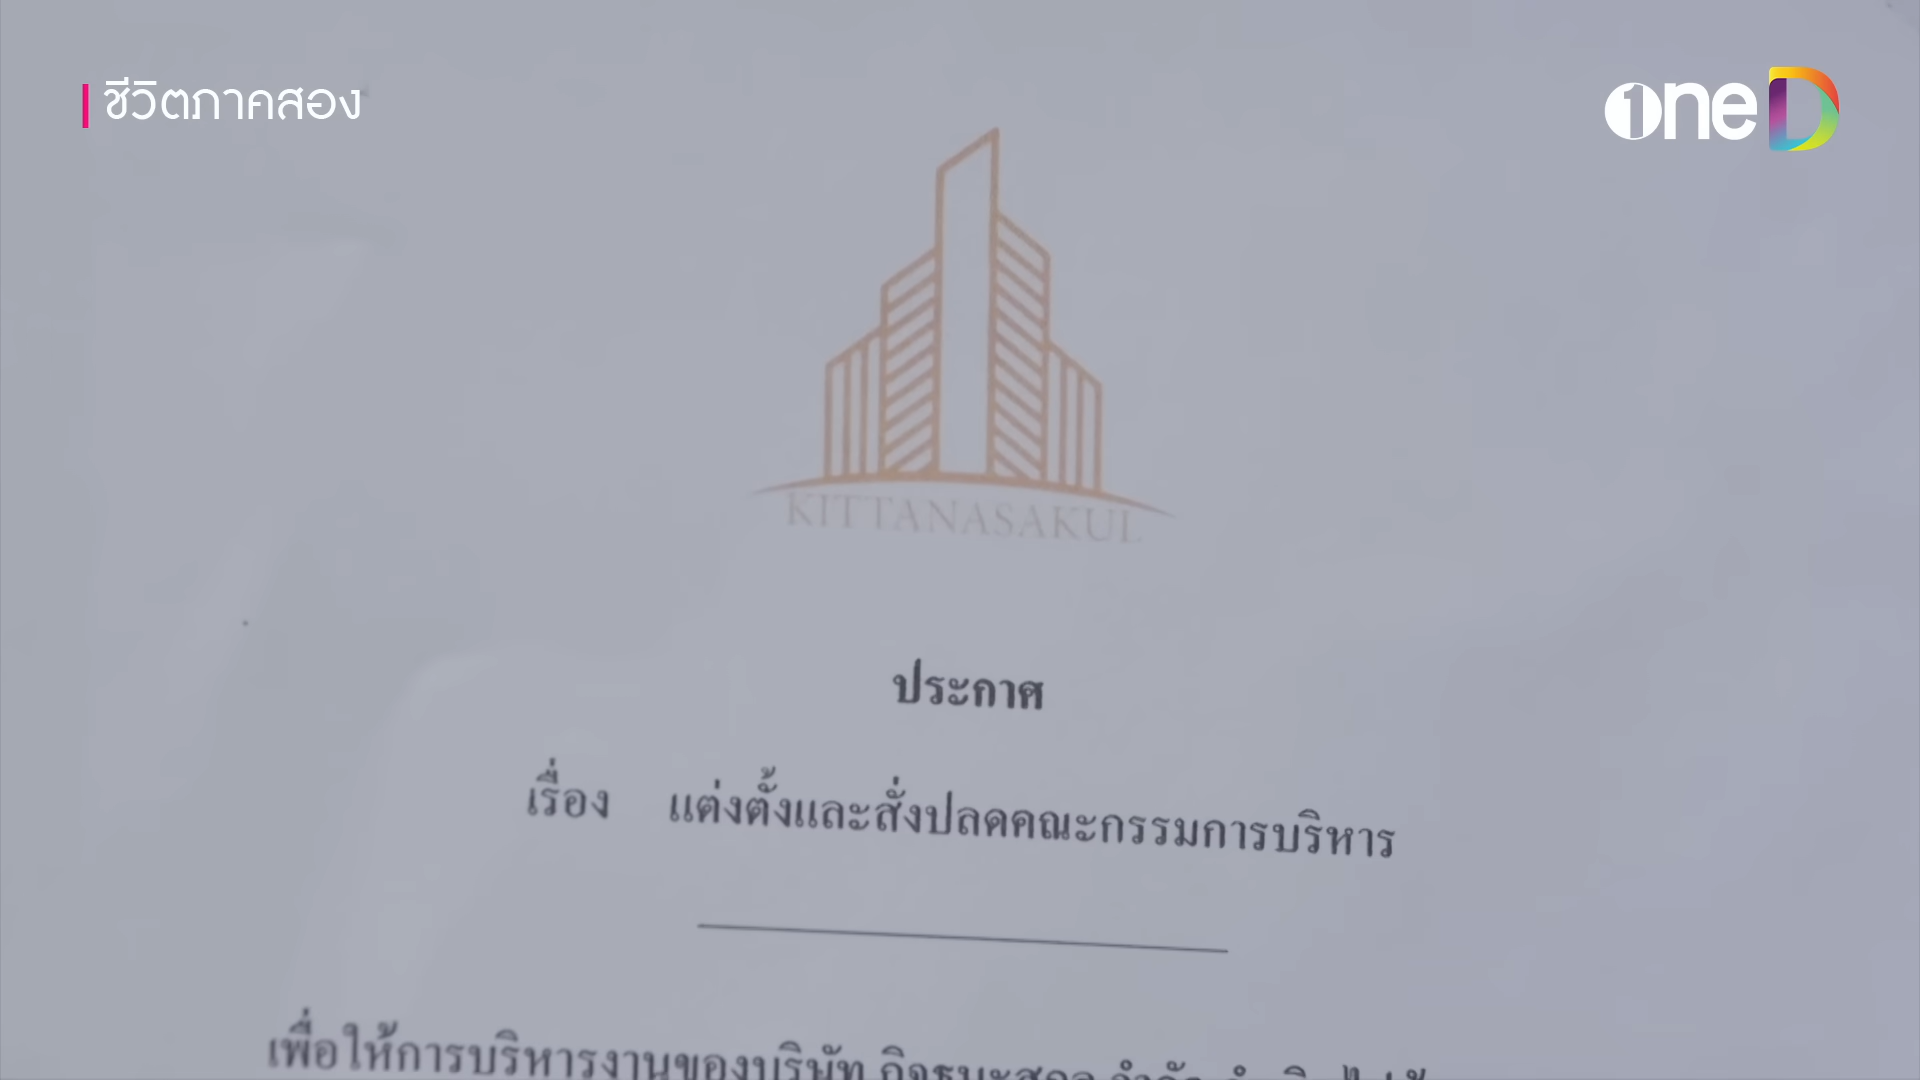 ชีวิตภาคสอง
oneD
KITTANASAKUL
ประกาศ
เรื่อง แต่งตั้งและสั่งปลดคณะกรรมการบริหาร
เพื่อให้การบริหารงานของบริษัท